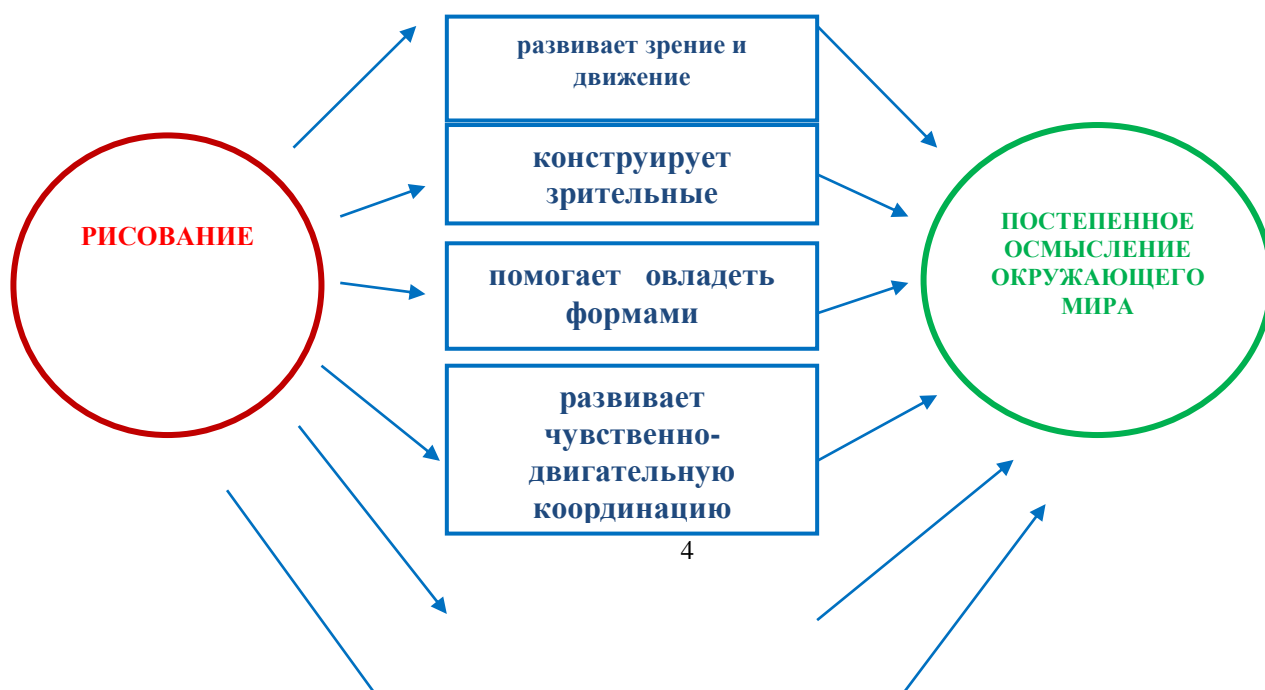 развивает зрение и
движение
конструирует
зрительные
РИСОВАНИЕ
помогает овладеть
формами
ПОСТЕПЕННОЕ
ОСМЫСЛЕНИЕ
ОКРУЖАЮЩЕГО
МИРА
развивает
чувственно-
двигательную
координацию
4